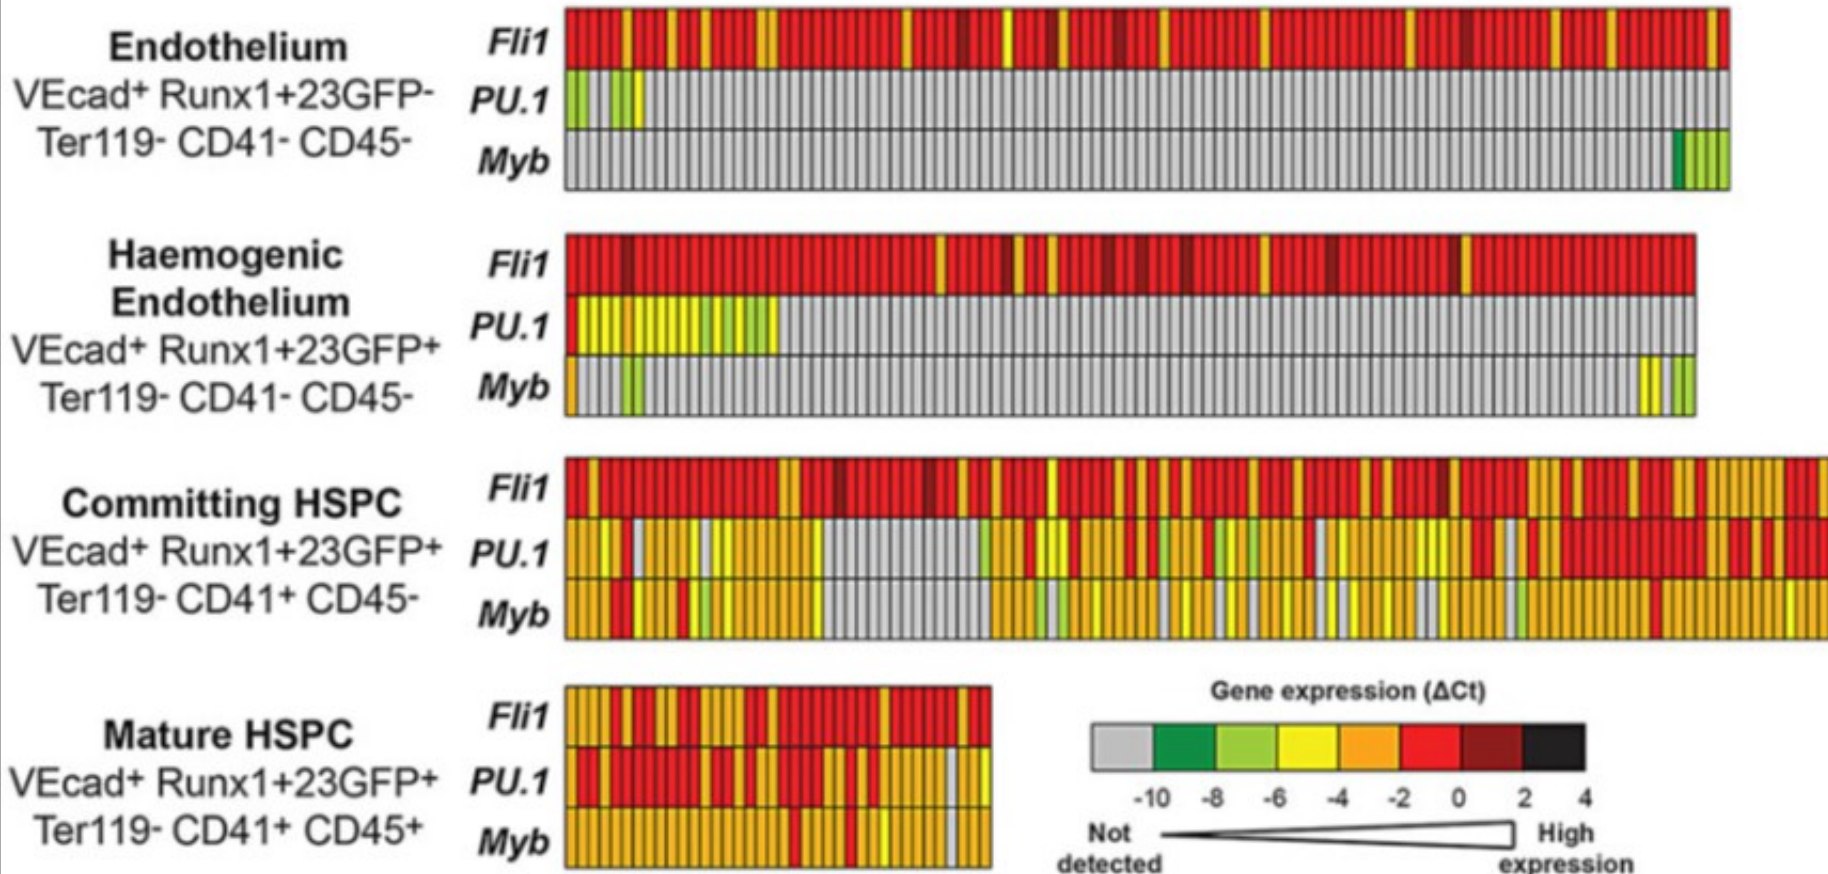 Endothelium
VEcad+ Runx1+23GFP-
Ter119- CD41- CD45-
Fli1
PU.1
Myb
Haemogenic
Endothelium
VEcad+ Runx1+23GFP+
Ter119- CD41- CD45-
Fli1
PU.1
Myb
Committing HSPC
VEcad+ Runx1+23GFP+
Ter119- CD41+ CD45-
Fli1
PU.1
Myb
Mature HSPC
VEcad+ Runx1+23GFP+
Ter119- CD41+ CD45+
Fli1
PU.1
Myb
Gene expression (ΔCt)
-10 -8 -6 -4 -2 0 2 4
Not
detected
High
expression